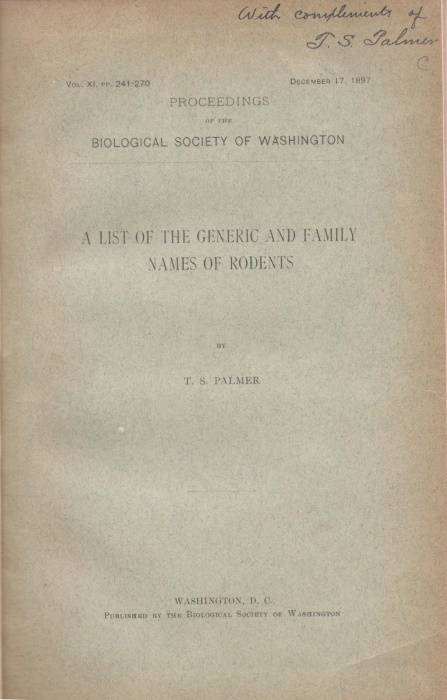 With complements of
T. S. Palmer
C
Vol. XI, pp. 241-270
December 17, 1897
PROCEEDINGS
OF THE
BIOLOGICAL SOCIETY OF WASHINGTON
A LIST OF THE GENERIC AND FAMILY
NAMES OF RODENTS
BY
T. S. PALMER
WASHINGTON, D. C.
Published by the Biological Society of Washington